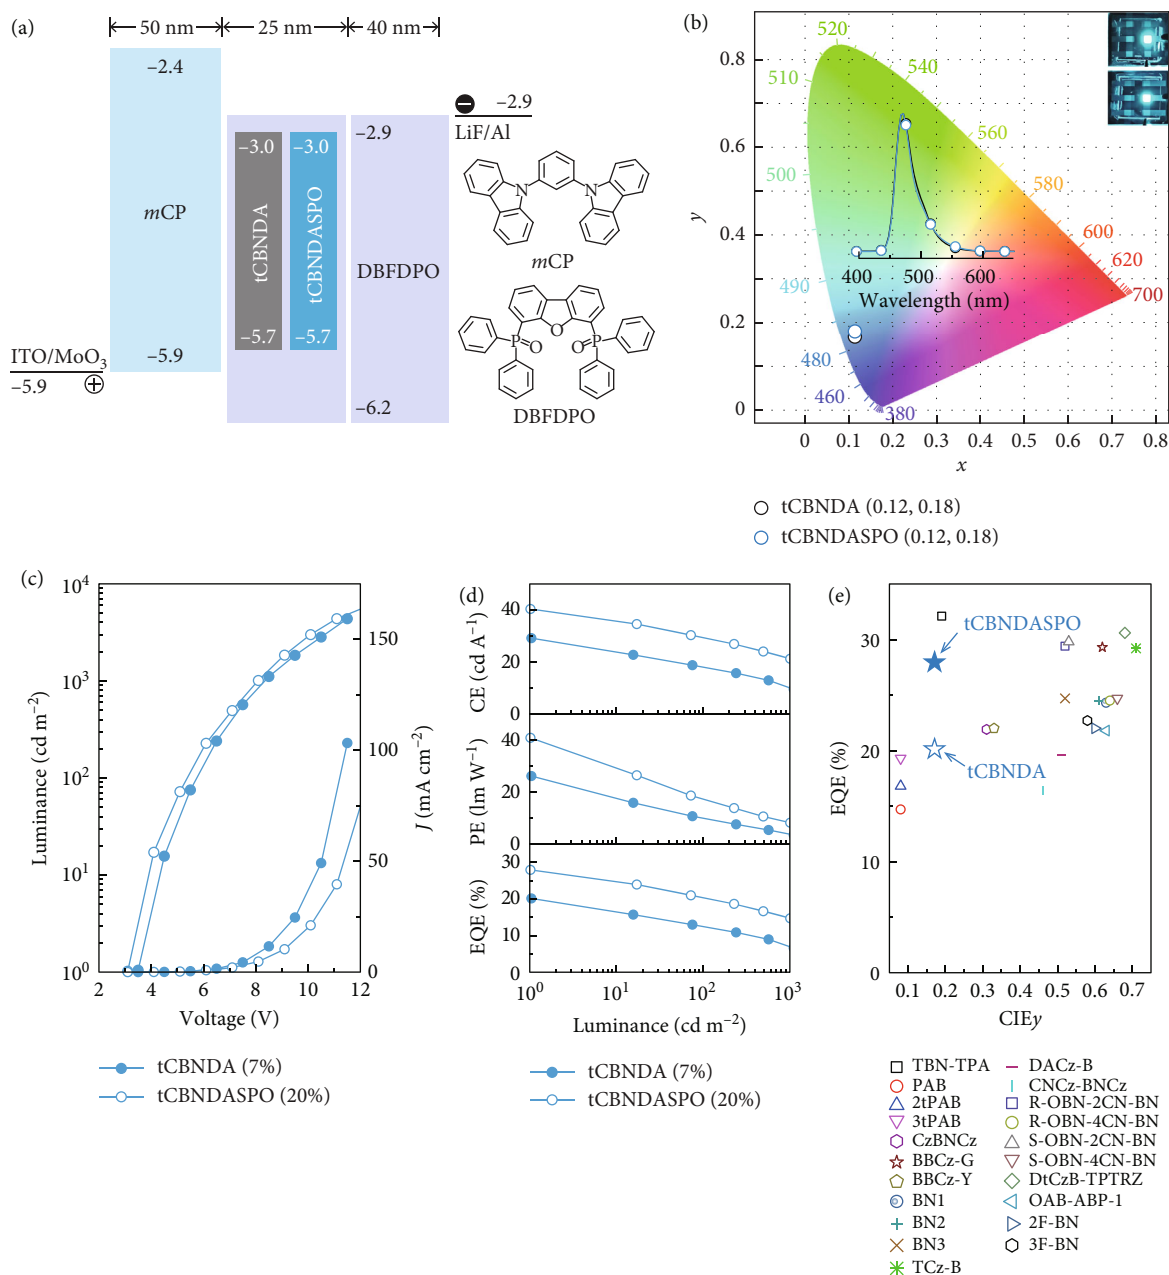 (a)
50 nm
25 nm
40 nm
−2.4
mCP
−5.9
ITO/MoO3
−5.9
+
−3.0
tCBNDA
−5.7
−3.0
tCBNDASPO
−5.7
−2.9
DBFDPO
−6.2
−2.9
LiF/Al
N
N
mCP
O
P
O
O
P
DBFDPO
(b)
y
0.8
0.6
0.4
0.2
0
0
0.1
0.2
0.3
0.4
0.5
0.6
0.7
0.8
x
520
540
510
560
500
580
600
620
700
490
480
460
380
400
500
600
Wavelength (nm)
tCBNDA (0.12, 0.18)
tCBNDASPO (0.12, 0.18)
(c)
Luminance (cd m−2)
10^4
10^3
10^2
10^1
10^0
150
100
50
0
J (mA cm−2)
2
4
6
8
10
12
Voltage (V)
tCBNDA (7%)
tCBNDASPO (20%)
(d)
CE (cd A−1)
40
20
0
PE (lm W−1)
40
20
0
EQE (%)
30
20
10
0
10^0
10^1
10^2
10^3
Luminance (cd m−2)
tCBNDA (7%)
tCBNDASPO (20%)
(e)
EQE (%)
30
20
10
0
tCBNDASPO
tCBNDA
0.1
0.2
0.3
0.4
0.5
0.6
0.7
CIEy
TBN-TPA
PAB
2tPAB
3tPAB
CzBNCz
BBCz-G
BBCz-Y
BN1
BN2
BN3
TCz-B
DACz-B
CNCz-BNCz
R-OBN-2CN-BN
R-OBN-4CN-BN
S-OBN-2CN-BN
S-OBN-4CN-BN
DtCzB-TPTRZ
OAB-ABP-1
2F-BN
3F-BN